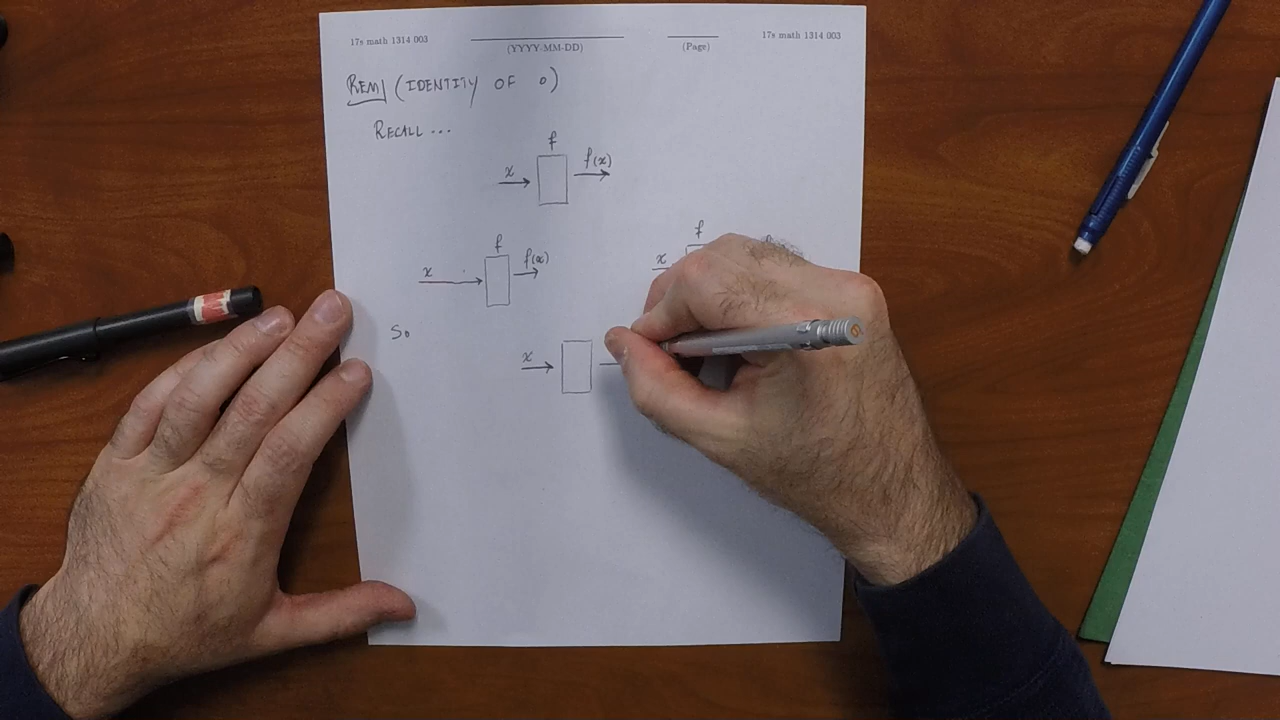 17s math 1314 003 (YYYY-MM-DD) (Page) 17s math 1314 003
REM (IDENTITY OF ∘)
RECALL ...
f
x f(x)
f f
x f(x) x
So
x